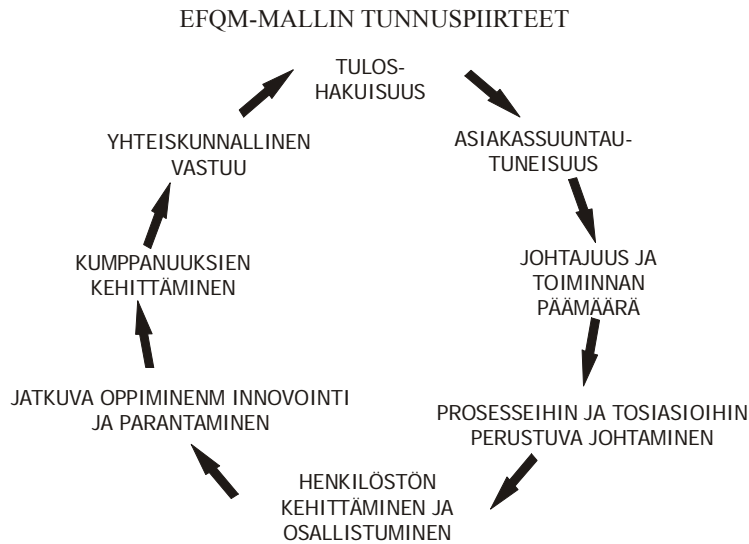 EFQM-MALLIN TUNNUSPIIRTEET
TULOS-
HAKUISUUS
ASIAKASSUUNTAU-
TUNEISUUS
JOHTAJUUS JA
TOIMINNAN
PÄÄMÄÄRÄ
PROSESSEIHIN JA TOSIASIOIHIN
PERUSTUVA JOHTAMINEN
HENKILÖSTÖN
KEHITTÄMINEN JA
OSALLISTUMINEN
JATKUVA OPPIMINENM INNOVOINTI
JA PARANTAMINEN
KUMPPANUUKSIEN
KEHITTÄMINEN
YHTEISKUNNALLINEN
VASTUU